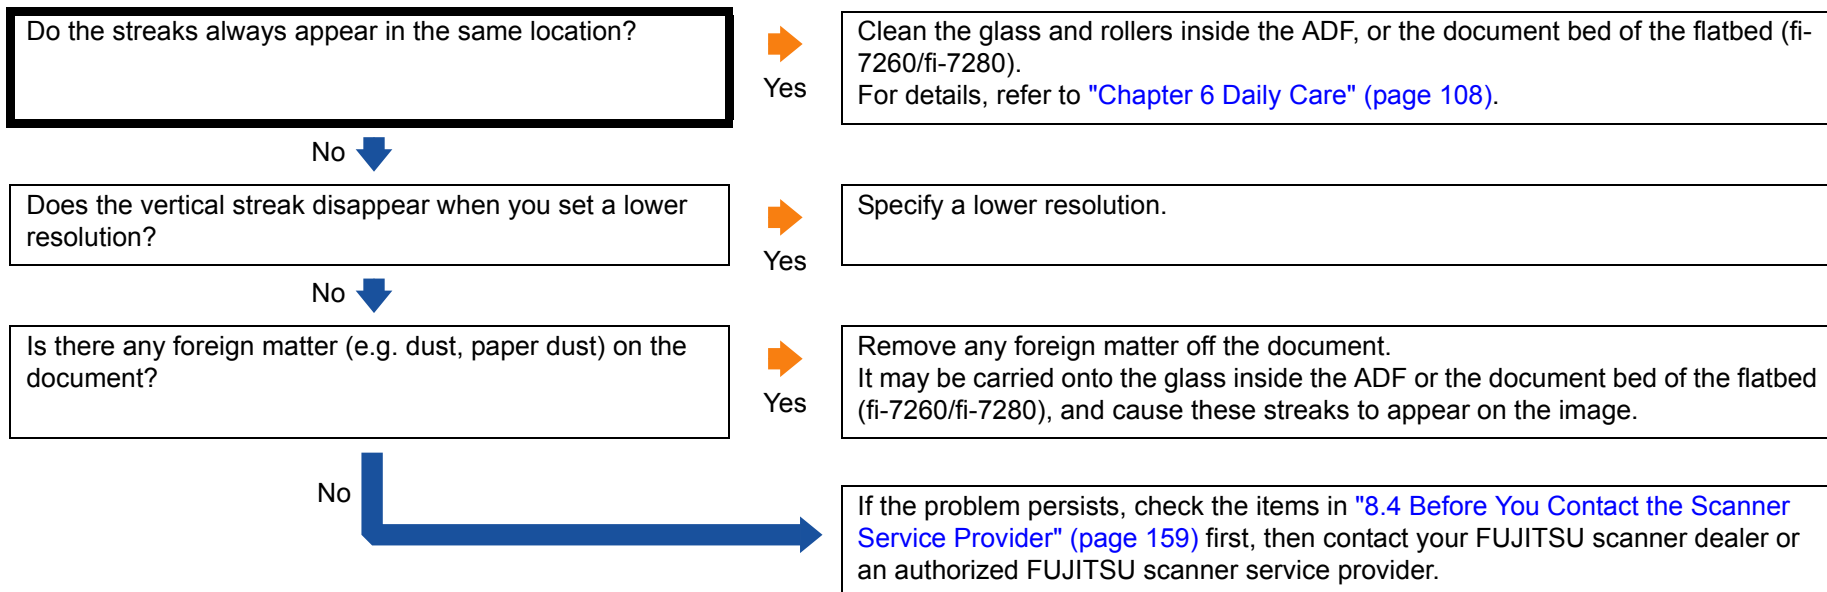 Do the streaks always appear in the same location?
Yes
Clean the glass and rollers inside the ADF, or the document bed of the flatbed (fi-
7260/fi-7280).
For details, refer to "Chapter 6 Daily Care" (page 108).
No
Does the vertical streak disappear when you set a lower
resolution?
Yes
Specify a lower resolution.
No
Is there any foreign matter (e.g. dust, paper dust) on the
document?
Yes
Remove any foreign matter off the document.
It may be carried onto the glass inside the ADF or the document bed of the flatbed
(fi-7260/fi-7280), and cause these streaks to appear on the image.
No
If the problem persists, check the items in "8.4 Before You Contact the Scanner
Service Provider" (page 159) first, then contact your FUJITSU scanner dealer or
an authorized FUJITSU scanner service provider.